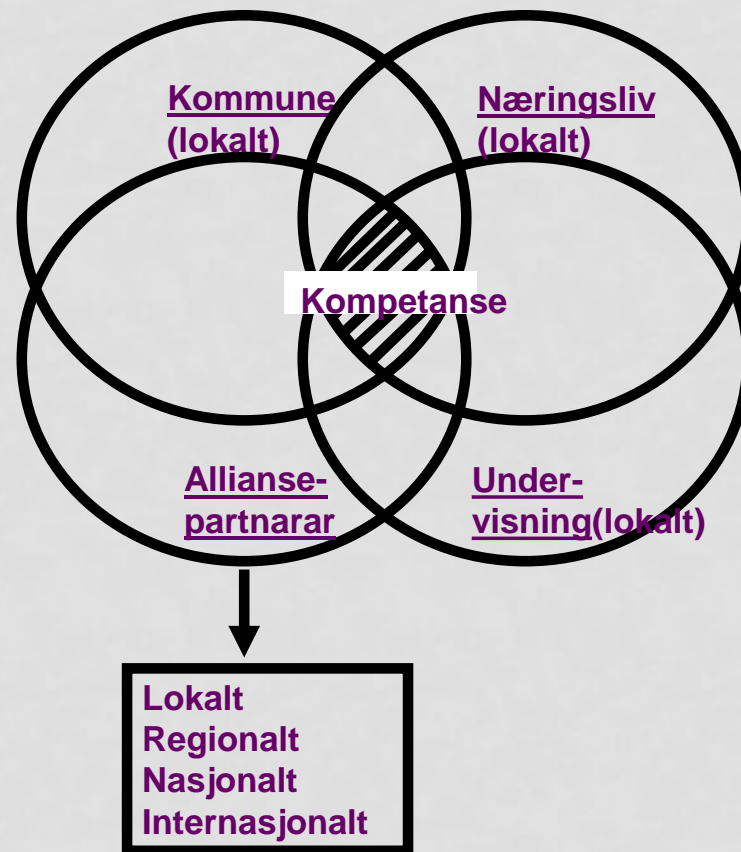 Kommune
(lokalt)
Næringsliv
(lokalt)
Kompetanse
Allianse-
partnarar
Under-
visning(lokalt)
Lokalt
Regionalt
Nasjonalt
Internasjonalt